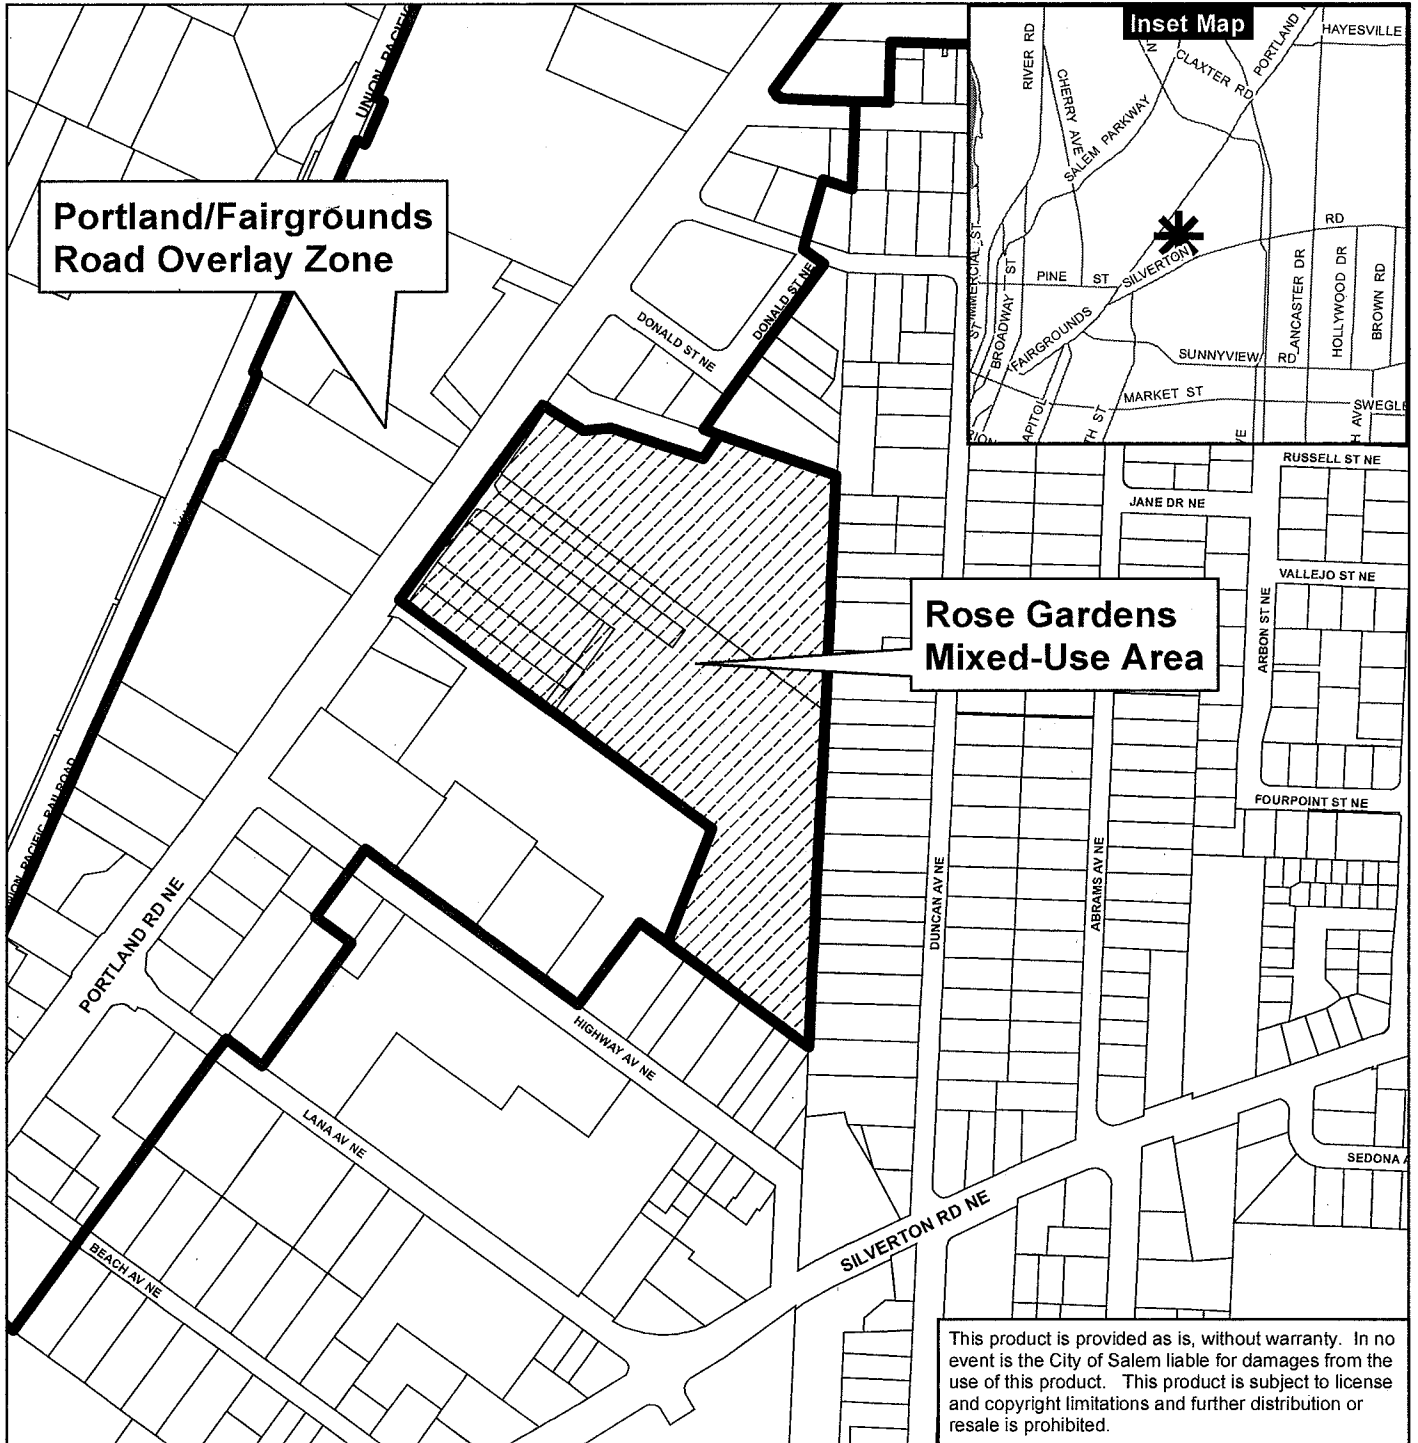 UNION PACIFIC
Inset Map
RIVER RD
CHERRY AVE
SALEM PARKWAY
CLAXTER RD
PORTLAND
HAYESVILLE
RD
SILVERTON
PINE ST
BROADWAY ST
FAIRGROUNDS
LANCASTER DR
HOLLYWOOD DR
BROWN RD
SUNNYVIEW RD
MARKET ST
SWEGLE
Portland/Fairgrounds
Road Overlay Zone
DONALD ST NE
DONALD ST NE
RUSSELL ST NE
JANE DR NE
VALLEJO ST NE
ARBON ST NE
Rose Gardens
Mixed-Use Area
FOURPOINT ST NE
UNION PACIFIC RAILROAD
PORTLAND RD NE
DUNCAN AV NE
ABRAMS AV NE
HIGHWAY AV NE
LANA AV NE
BEACH AV NE
SILVERTON RD NE
SEDONA A
This product is provided as is, without warranty. In no
event is the City of Salem liable for damages from the
use of this product. This product is subject to license
and copyright limitations and further distribution or
resale is prohibited.